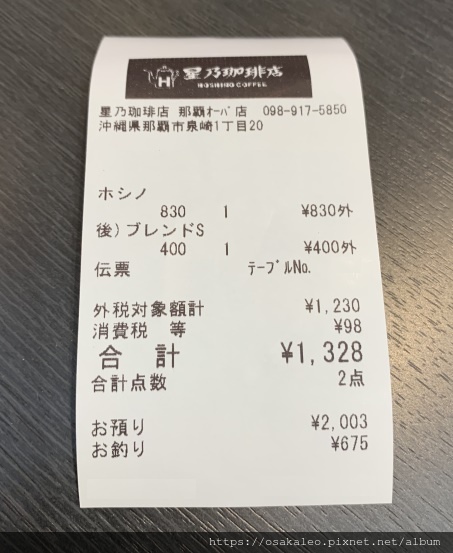 星乃珈琲店
HOSHINO COFFEE
星乃珈琲店 那覇ｵｰﾊﾟ店 098-917-5850
沖縄県那覇市泉崎1丁目20
ホシノ
830 1 ¥830外
後)ブレンドS
400 1 ¥400外
伝票 ﾃｰﾌﾞﾙNo.
外税対象額計 ¥1,230
消費税 等 ¥98
合 計 ¥1,328
合計点数 2点
お預り ¥2,003
お釣り ¥675
https://osakaleo.pixnet.net/album